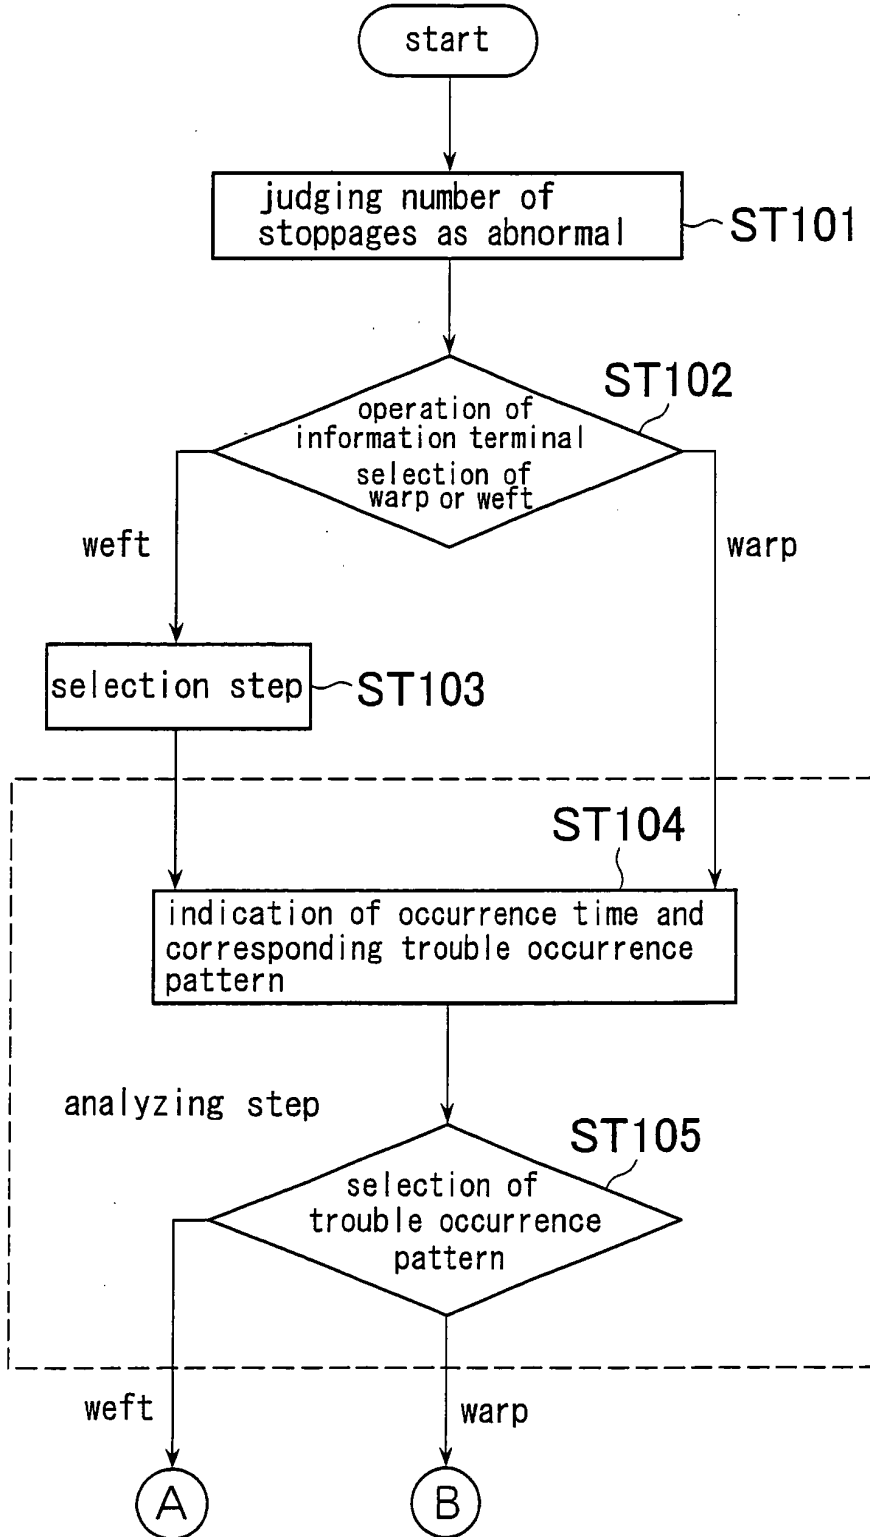 start
judging number of
stoppages as abnormal
ST101
ST102
operation of
information terminal
selection of
warp or weft
weft
warp
selection step
ST103
ST104
indication of occurrence time and
corresponding trouble occurrence
pattern
analyzing step
ST105
selection of
trouble occurrence
pattern
weft
warp
A
B